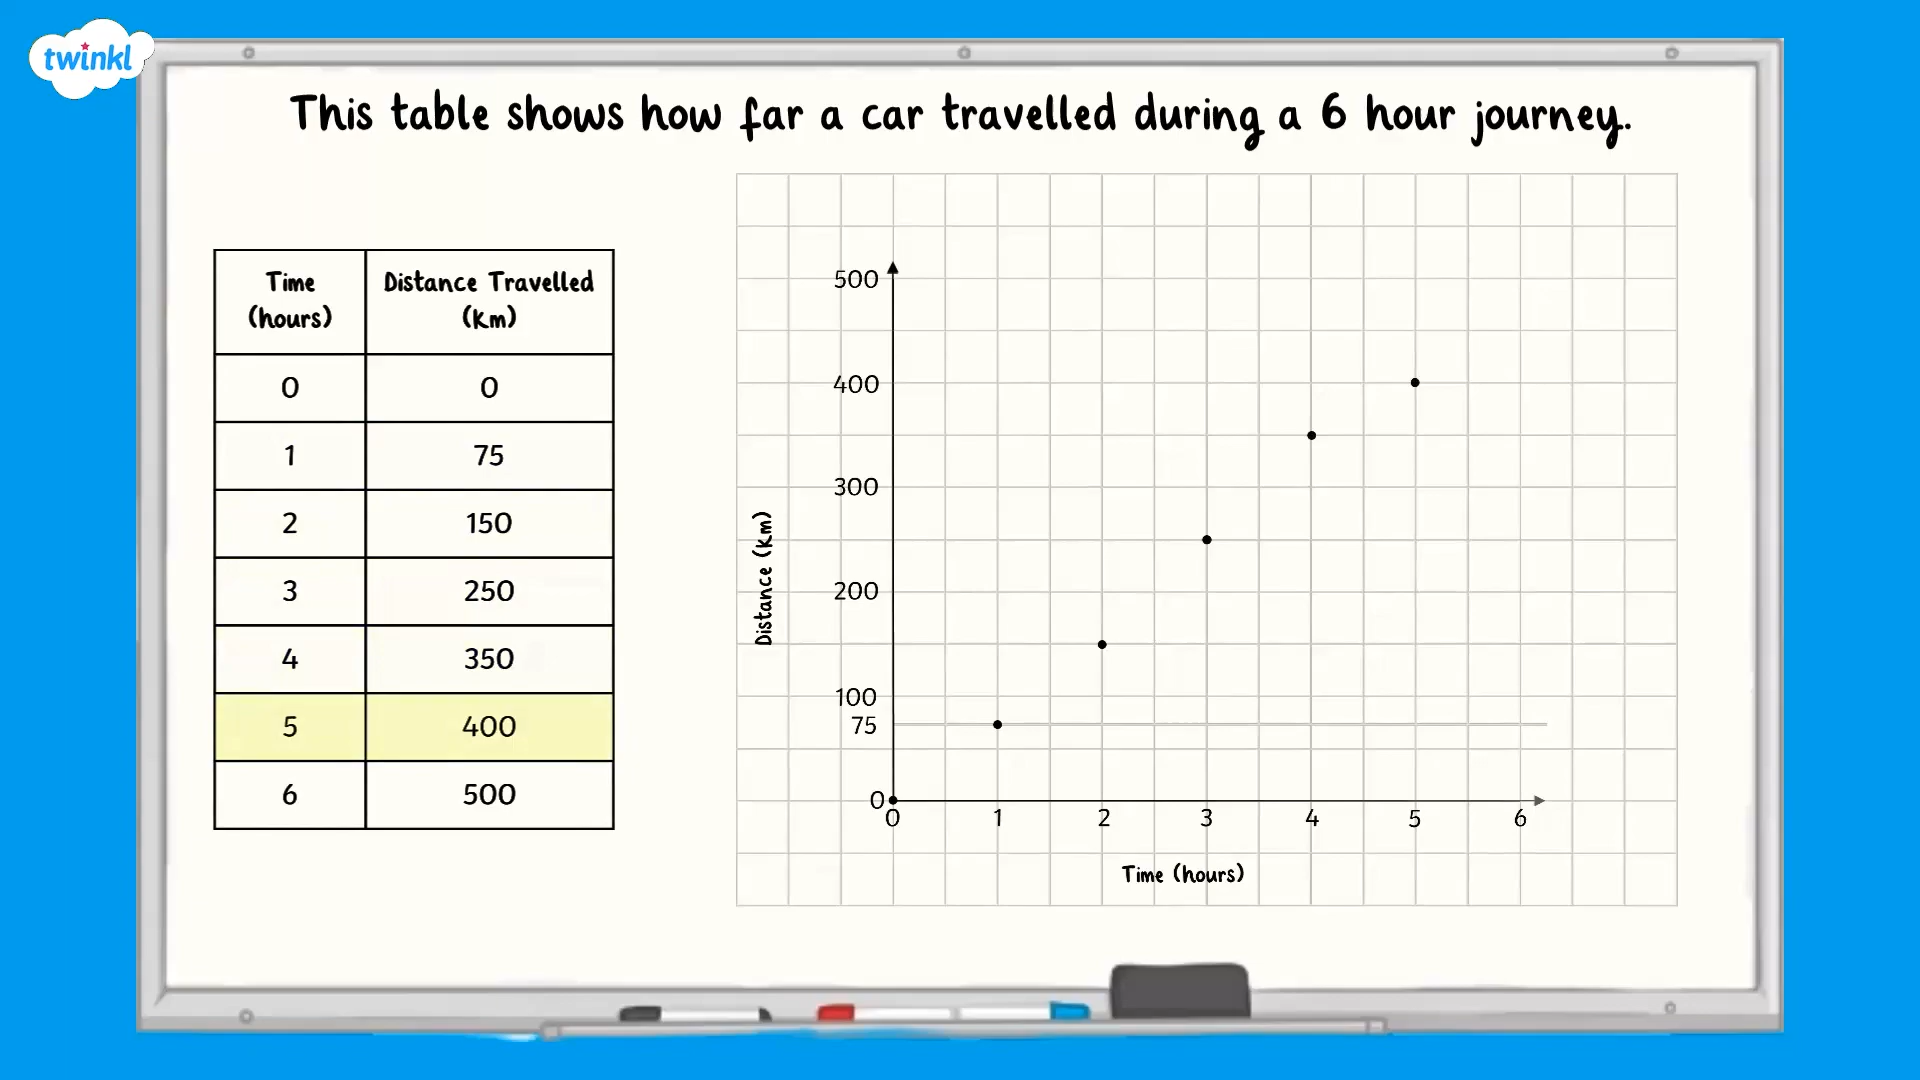 twinkl
This table shows how far a car travelled during a 6 hour journey.
Time
(hours)
Distance Travelled
(km)
0 0
1 75
2 150
3 250
4 350
5 400
6 500
500
400
300
200
100
75
0
Distance (km)
0 1 2 3 4 5 6
Time (hours)